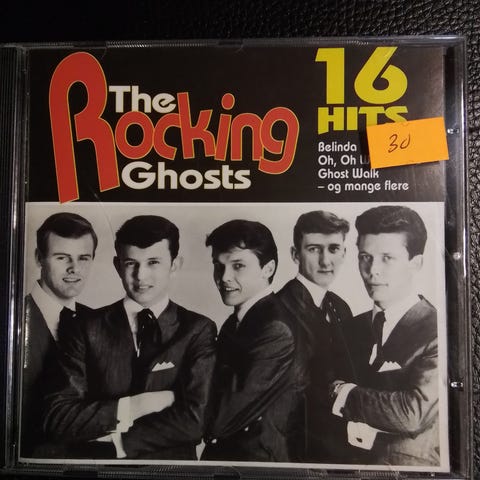 The
Rocking
Ghosts
16
HITS
30
Belinda
Oh, Oh
Ghost Walk
– og mange flere